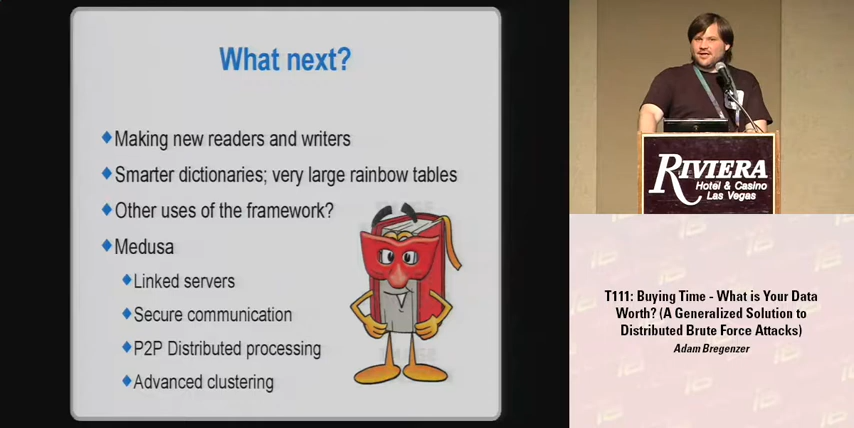 What next?
Making new readers and writers
Smarter dictionaries; very large rainbow tables
Other uses of the framework?
Medusa
Linked servers
Secure communication
P2P Distributed processing
Advanced clustering
RIVIERA
Hotel & Casino
Las Vegas
T111: Buying Time - What is Your Data
Worth? (A Generalized Solution to
Distributed Brute Force Attacks)
Adam Bregenzer